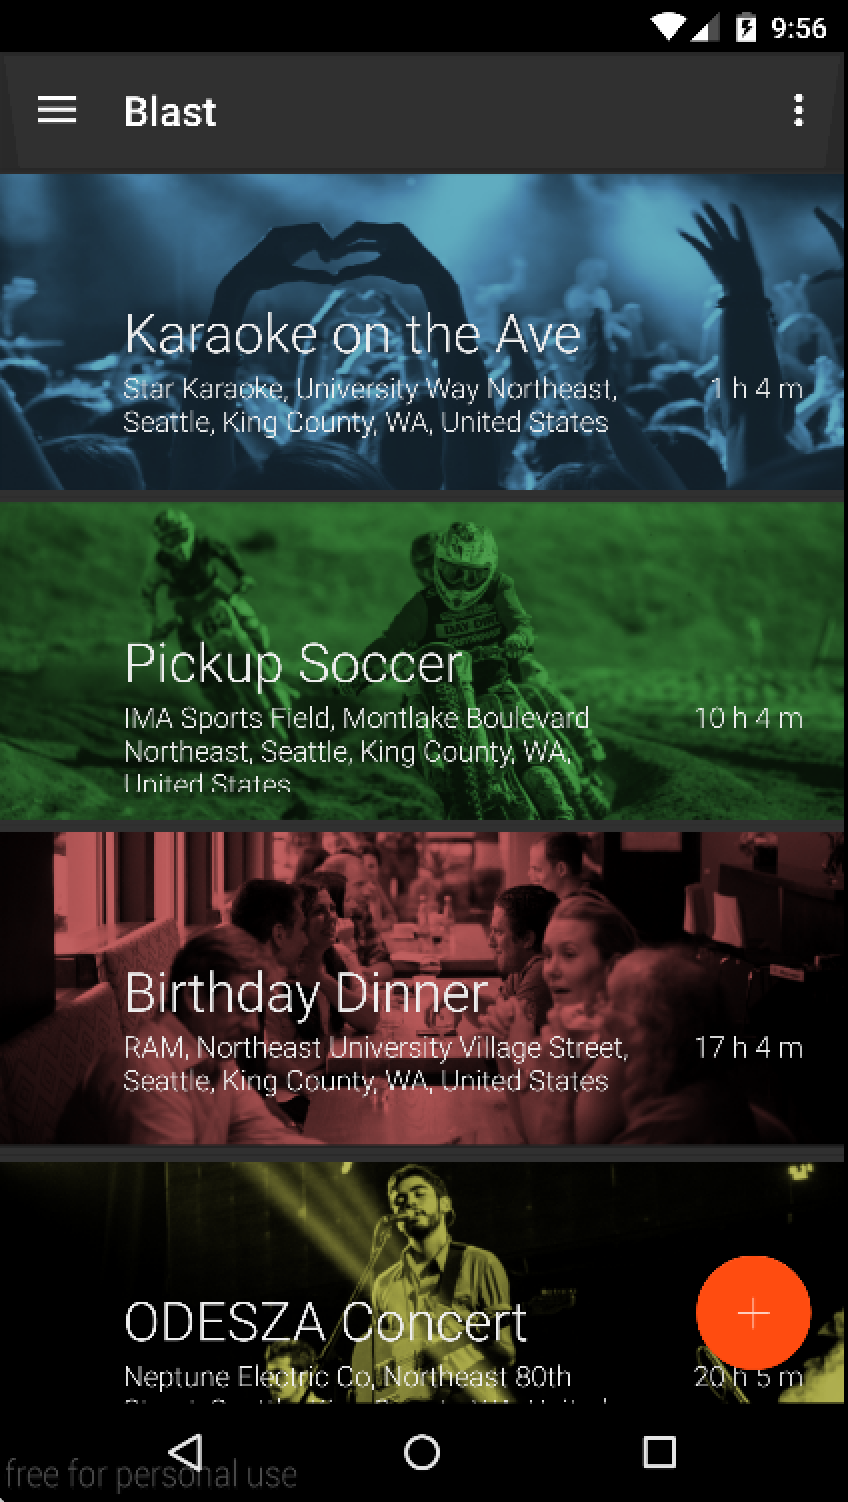 9:56
Blast
Karaoke on the Ave
Star Karaoke, University Way Northeast,
1 h 4 m
Seattle, King County, WA, United States
DAY DIRT
Pickup Soccer
IMA Sports Field, Montlake Boulevard
10 h 4 m
Northeast, Seattle, King County, WA,
United States
Birthday Dinner
RAM, Northeast University Village Street,
17 h 4 m
Seattle, King County, WA, United States
ODESZA Concert
Neptune Electric Co, Northeast 80th
20 h 5 m
free for personal use